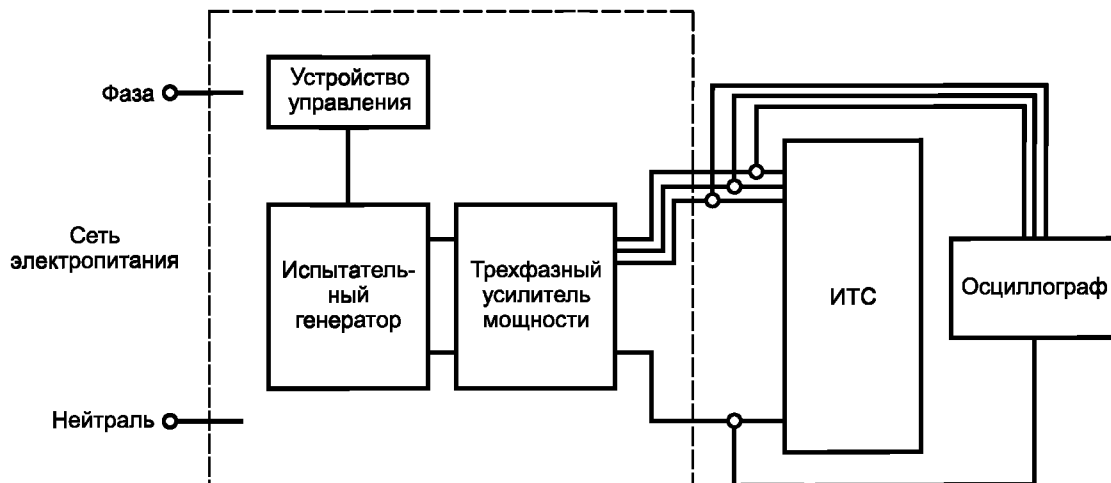 Фаза
Устройство
управления
Сеть
электропитания
Испытатель-
ный
генератор
Трехфазный
усилитель
мощности
ИТС
Осциллограф
Нейтраль